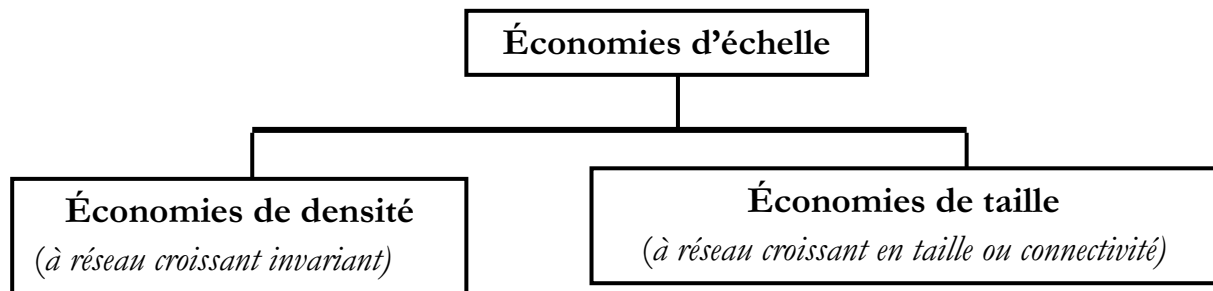 Économies d’échelle
Économies de densité
(à réseau croissant invariant)
Économies de taille
(à réseau croissant en taille ou connectivité)